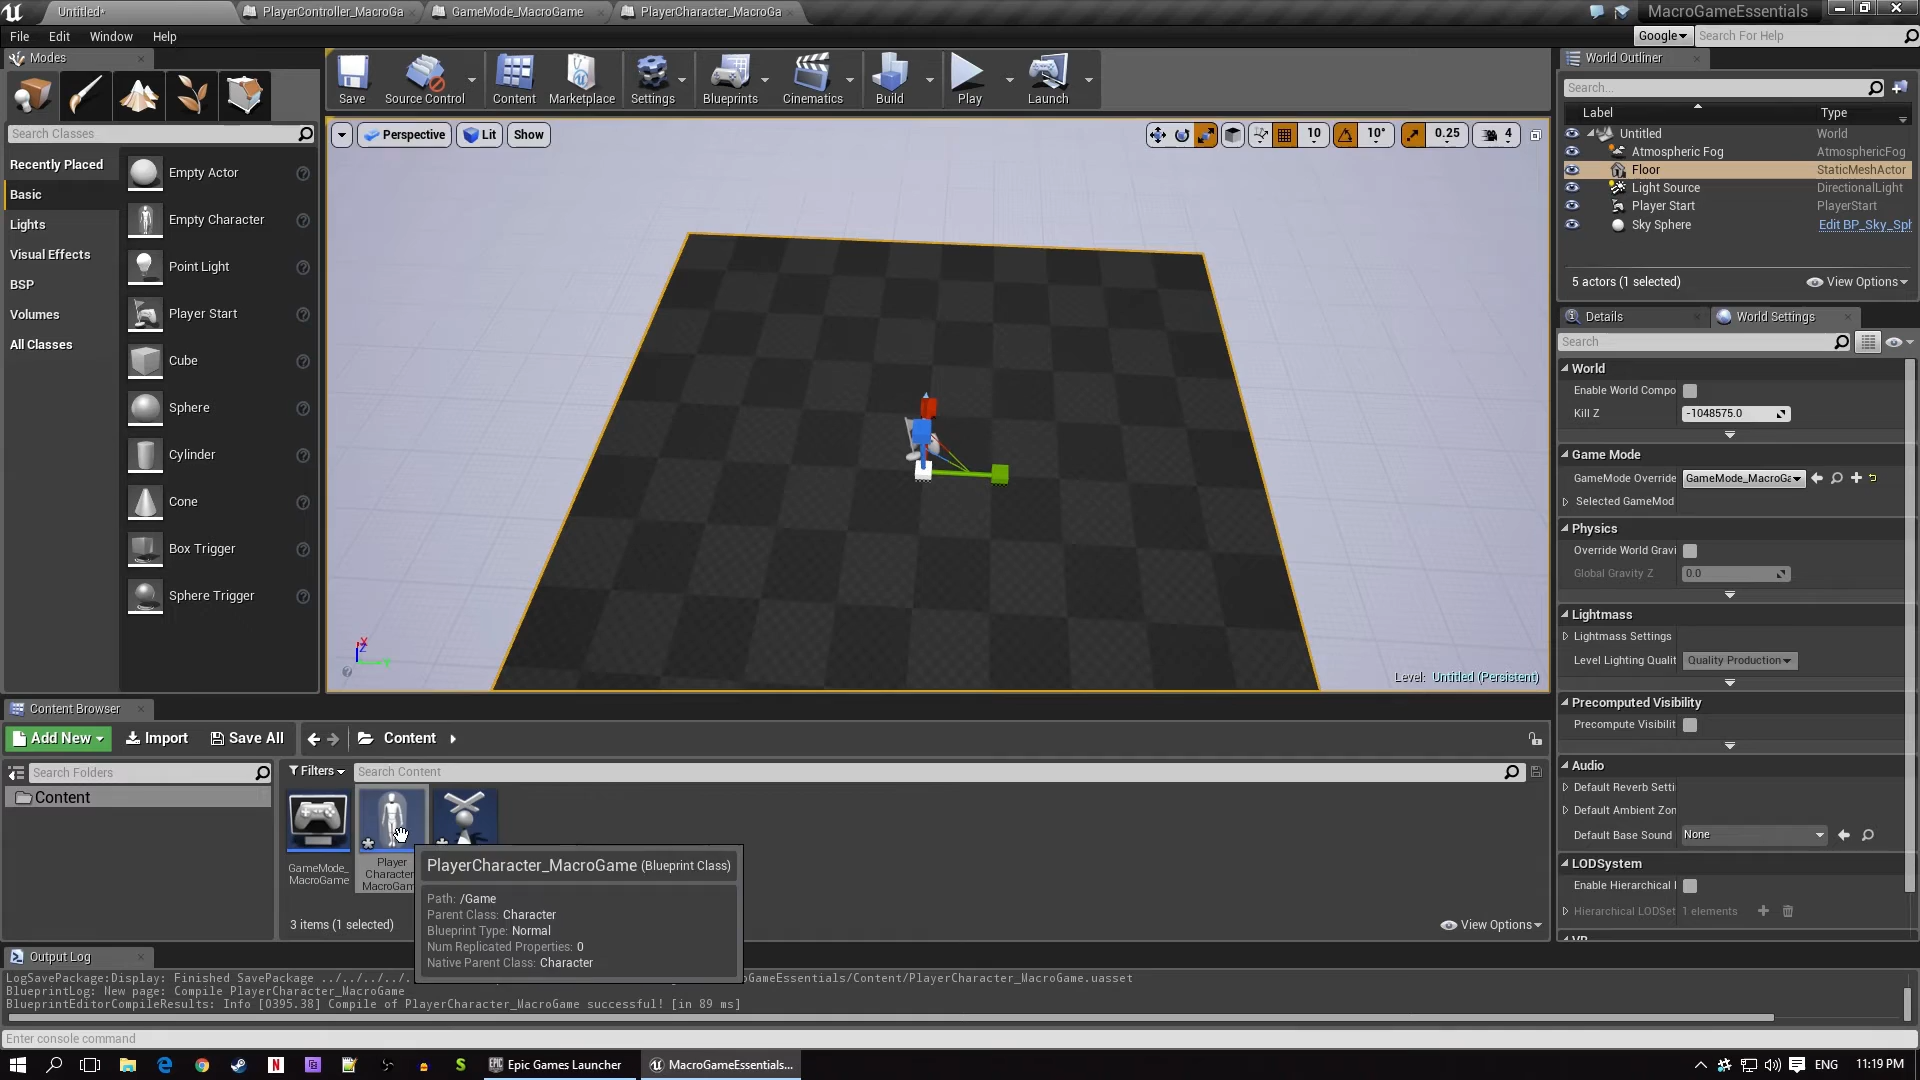 Untitled*
PlayerController_MacroGa
GameMode_MacroGame
PlayerCharacter_MacroGa
MacroGameEssentials
File Edit Window Help
Google
Search For Help
Modes
Search Classes
Recently Placed
Basic
Lights
Visual Effects
BSP
Volumes
All Classes
Empty Actor
Empty Character
Point Light
Player Start
Cube
Sphere
Cylinder
Cone
Box Trigger
Sphere Trigger
Save
Source Control
Content
Marketplace
Settings
Blueprints
Cinematics
Build
Play
Launch
Perspective
Lit
Show
10
10°
0.25
4
X
Z
Level: Untitled (Persistent)
World Outliner
Search...
Label Type
Untitled World
Atmospheric Fog AtmosphericFog
Floor StaticMeshActor
Light Source DirectionalLight
Player Start PlayerStart
Sky Sphere Edit BP_Sky_Sph
5 actors (1 selected)
View Options
Details
World Settings
Search
World
Enable World Compo
Kill Z -1048575.0
Game Mode
GameMode Override GameMode_MacroGa
Selected GameMod
Physics
Override World Gravi
Global Gravity Z 0.0
Lightmass
Lightmass Settings
Level Lighting Qualit Quality Production
Precomputed Visibility
Precompute Visibilit
Audio
Default Reverb Setti
Default Ambient Zon
Default Base Sound None
LODSystem
Enable Hierarchical l
Hierarchical LODSet 1 elements
VR
Content Browser
Add New
Import
Save All
Content
Search Folders
Content
Filters
Search Content
GameMode_
MacroGame
Player
Character
MacroGam
3 items (1 selected)
View Options
PlayerCharacter_MacroGame (Blueprint Class)
Path: /Game
Parent Class: Character
Blueprint Type: Normal
Num Replicated Properties: 0
Native Parent Class: Character
Output Log
LogSavePackage:Display: Finished SavePackage ../../../../
oGameEssentials/Content/PlayerCharacter_MacroGame.uasset
BlueprintLog: New page: Compile PlayerCharacter_MacroGame
BlueprintEditorCompileResults: Info [0395.38] Compile of PlayerCharacter_MacroGame successful! [in 89 ms]
Enter console command
Epic Games Launcher
MacroGameEssentials...
ENG
11:19 PM